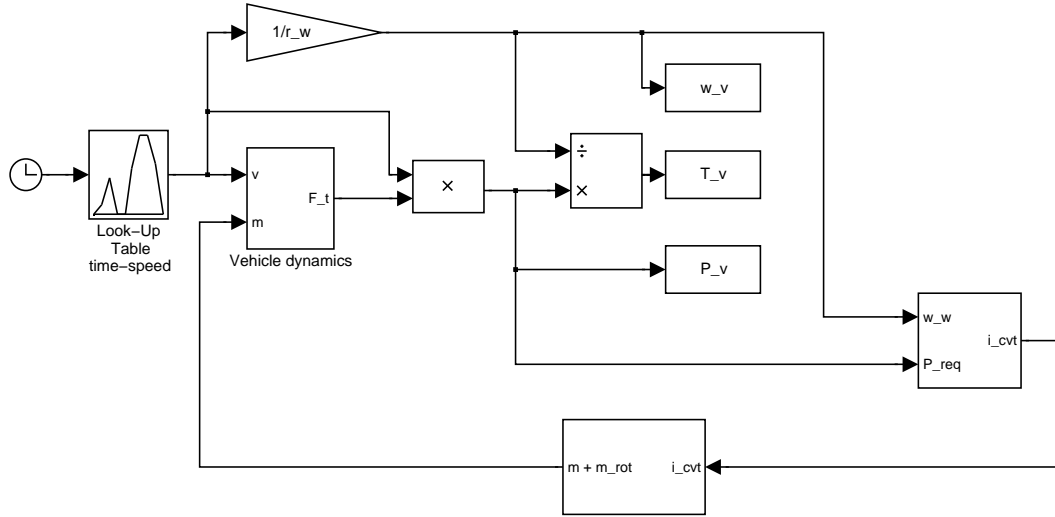 1/r_w
w_v
÷
×
T_v
v
m
F_t
×
Look−Up
Table
time−speed
Vehicle dynamics
P_v
w_w
P_req
i_cvt
m + m_rot
i_cvt